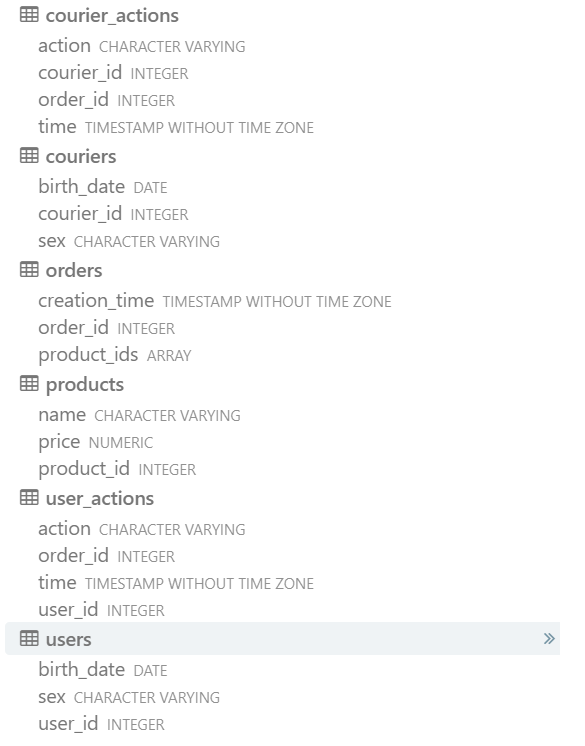 courier_actions
action CHARACTER VARYING
courier_id INTEGER
order_id INTEGER
time TIMESTAMP WITHOUT TIME ZONE
couriers
birth_date DATE
courier_id INTEGER
sex CHARACTER VARYING
orders
creation_time TIMESTAMP WITHOUT TIME ZONE
order_id INTEGER
product_ids ARRAY
products
name CHARACTER VARYING
price NUMERIC
product_id INTEGER
user_actions
action CHARACTER VARYING
order_id INTEGER
time TIMESTAMP WITHOUT TIME ZONE
user_id INTEGER
users
birth_date DATE
sex CHARACTER VARYING
user_id INTEGER